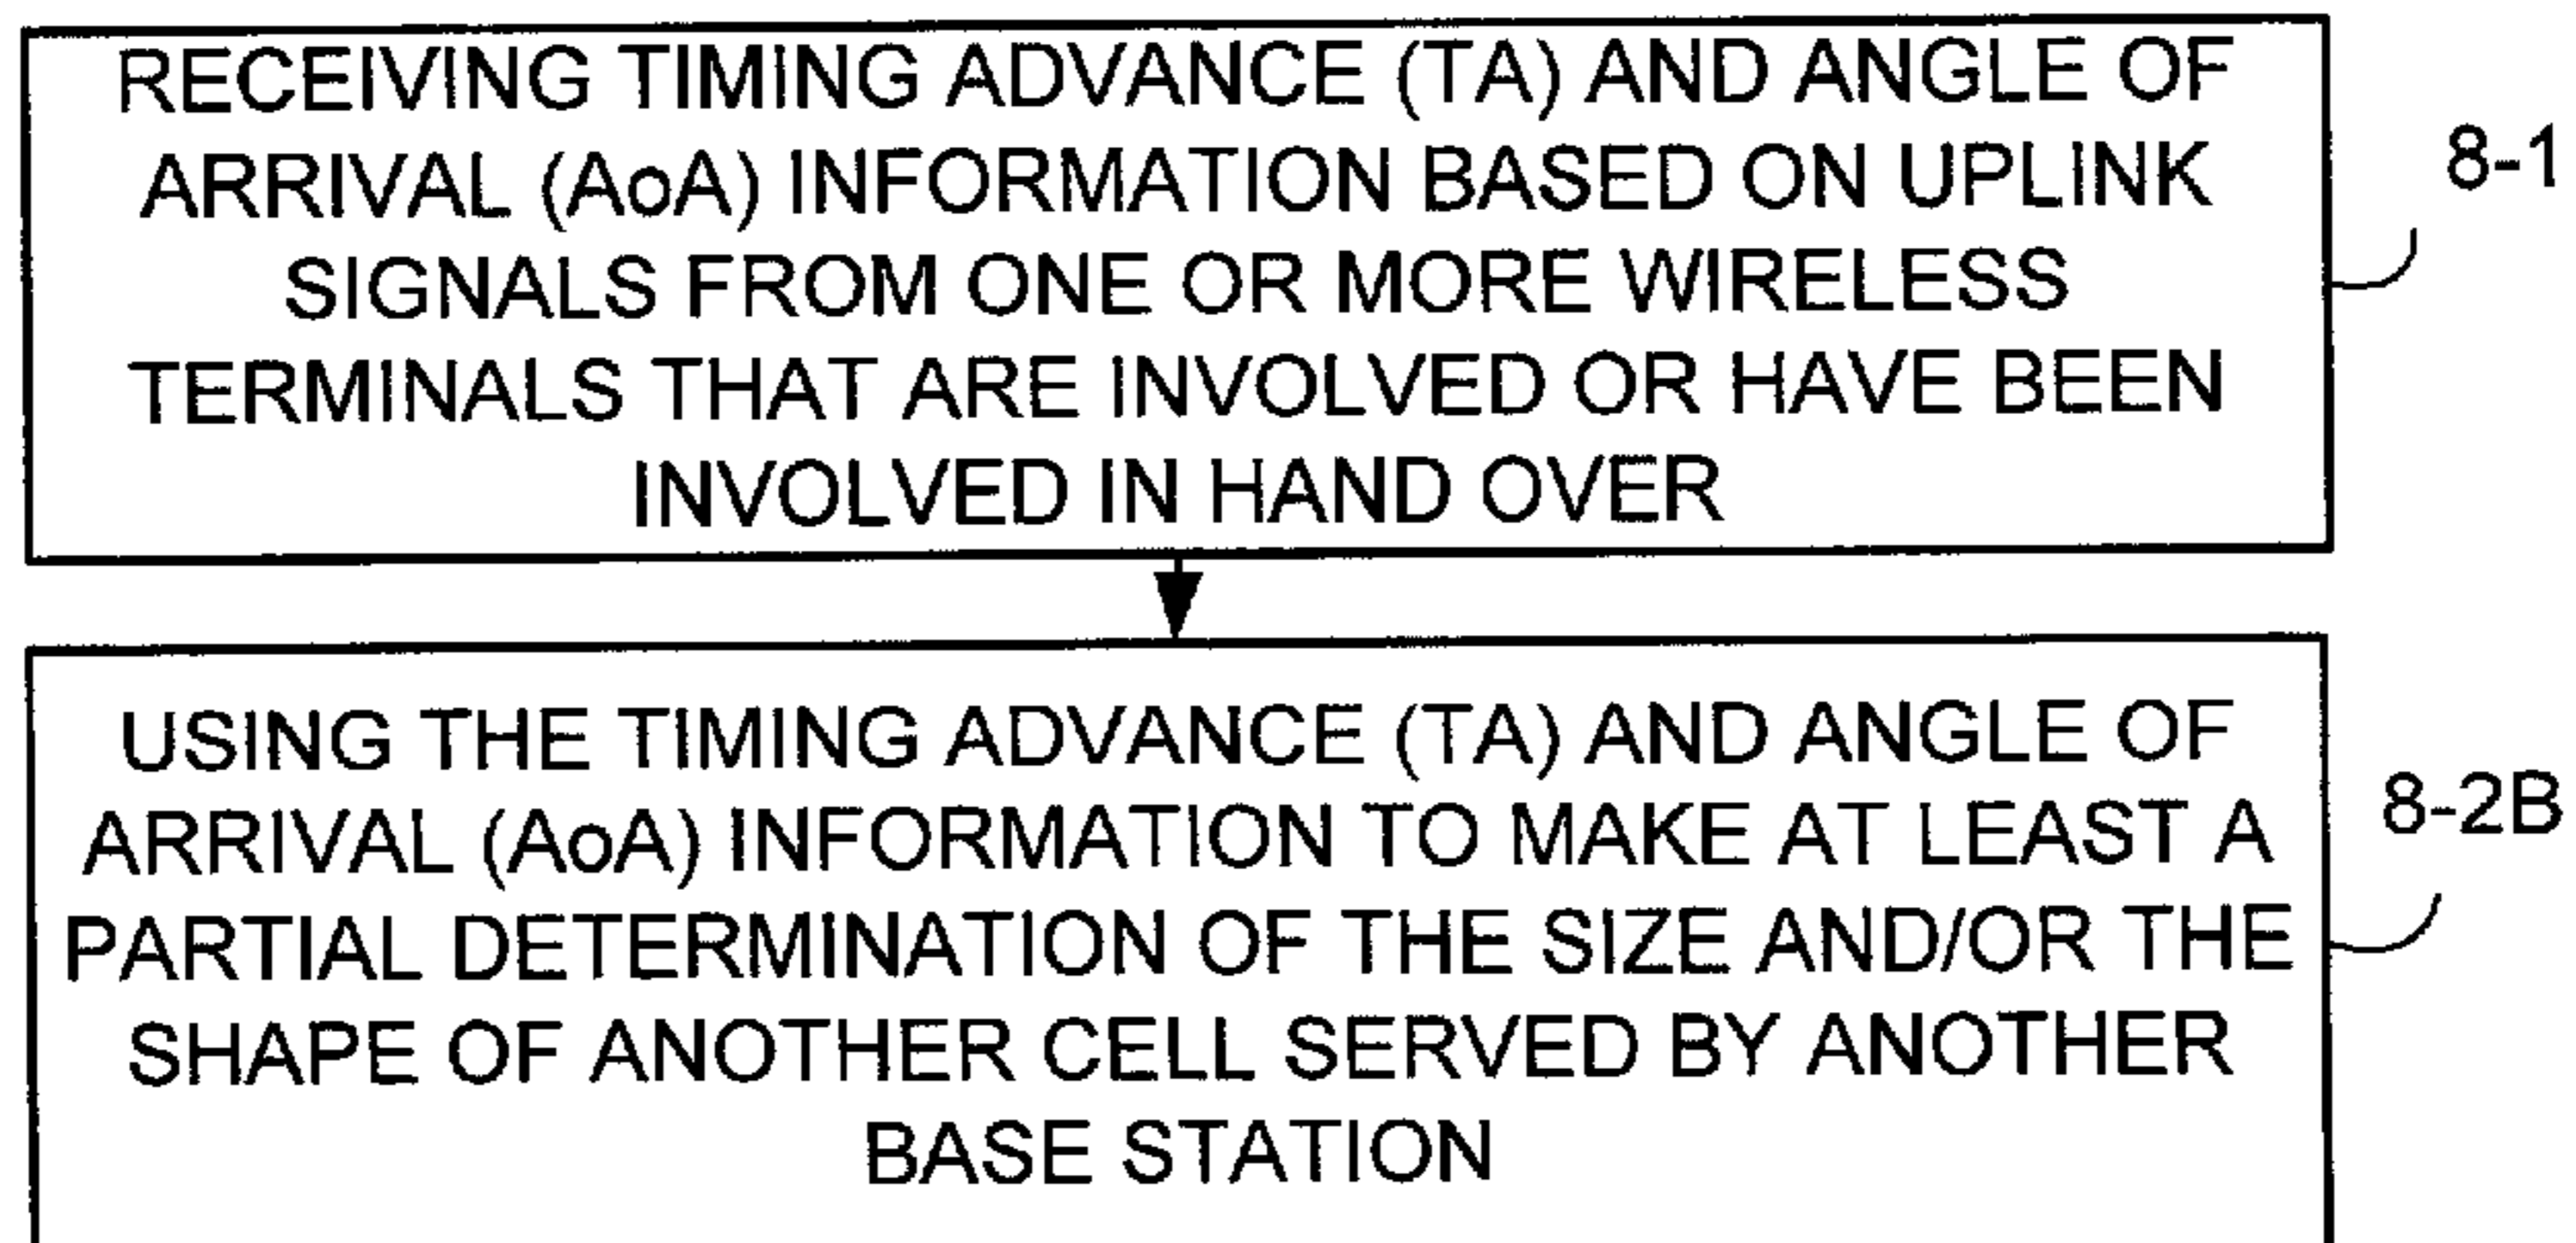 RECEIVING TIMING ADVANCE (TA) AND ANGLE OF
ARRIVAL (AoA) INFORMATION BASED ON UPLINK
SIGNALS FROM ONE OR MORE WIRELESS
TERMINALS THAT ARE INVOLVED OR HAVE BEEN
INVOLVED IN HAND OVER
8-1
USING THE TIMING ADVANCE (TA) AND ANGLE OF
ARRIVAL (AoA) INFORMATION TO MAKE AT LEAST A
PARTIAL DETERMINATION OF THE SIZE AND/OR THE
SHAPE OF ANOTHER CELL SERVED BY ANOTHER
BASE STATION
8-2B